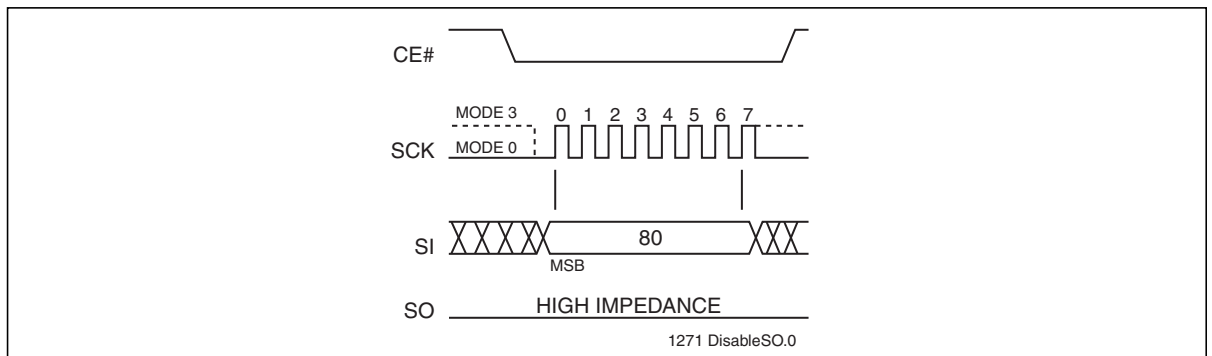 CE#
MODE 3 0 1 2 3 4 5 6 7
SCK MODE 0
SI 80
MSB
SO HIGH IMPEDANCE
1271 DisableSO.0